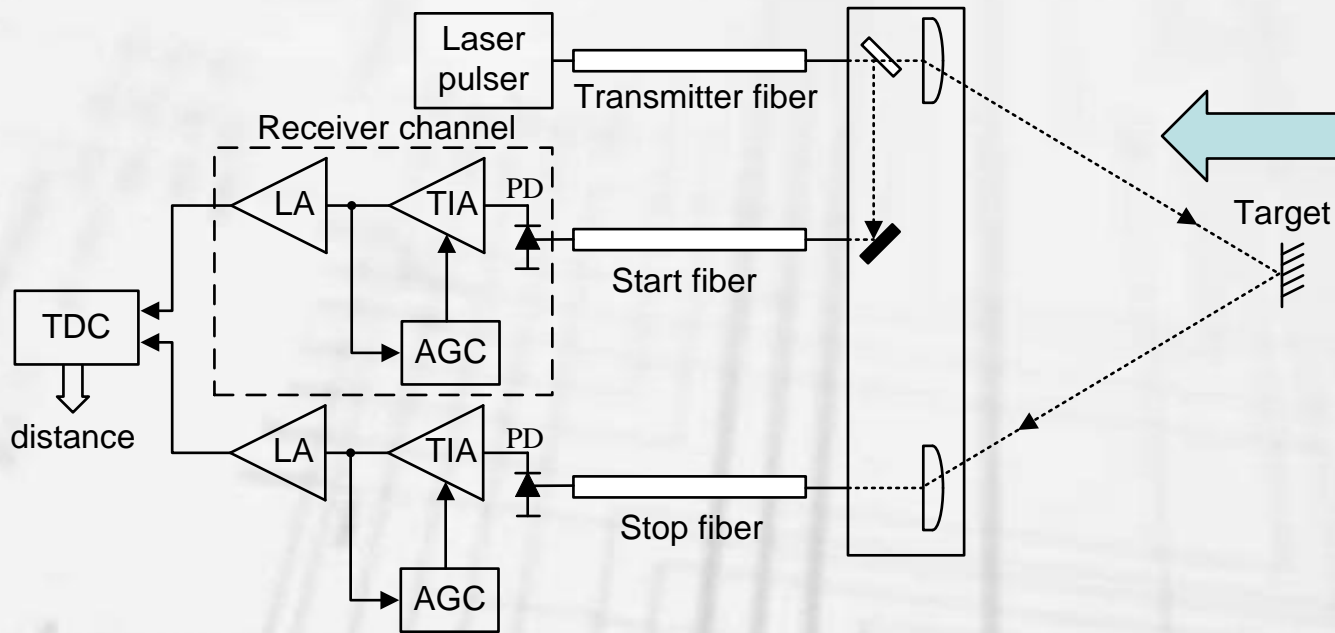 Laser
pulser
Transmitter fiber
Receiver channel
LA
TIA
PD
Target
Start fiber
TDC
AGC
distance
LA
TIA
PD
Stop fiber
AGC